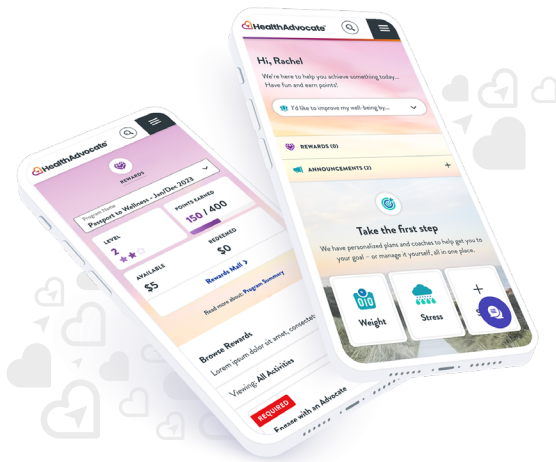 HealthAdvocate
Hi, Rachel
We're here to help you achieve something today...
Have fun and earn points!
I'd like to improve my well-being by...
REWARDS (0)
ANNOUNCEMENTS (2)
+
Take the first step
We have personalized plans and coaches to help get you to
your goal – or manage it yourself, all in one place.
Weight
Stress
+
S
HealthAdvocate
REWARDS
Program Name
Passport to Wellness - Jan/Dec 2023
LEVEL
2
POINTS EARNED
150 / 400
AVAILABLE
$5
REDEEMED
$0
Rewards Mall >
Read more about: Program Summary
Browse Rewards
Lorem ipsum dolor sit amet, consectet
Viewing: All Activities
REQUIRED
Engage with an Advocate